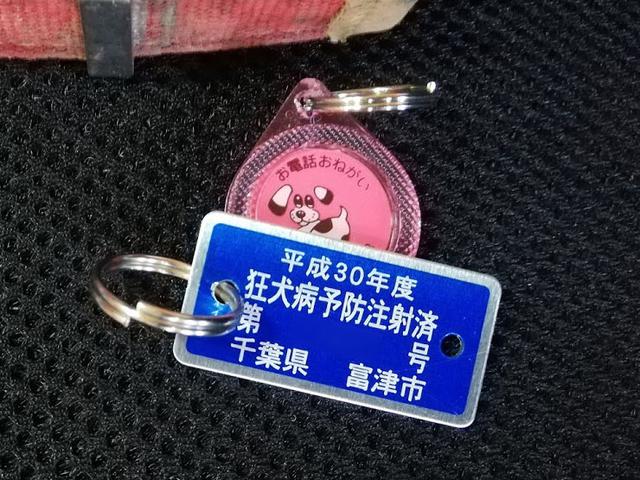 お電話おねがい
平成30年度
狂犬病予防注射済
第 号
千葉県 富津市